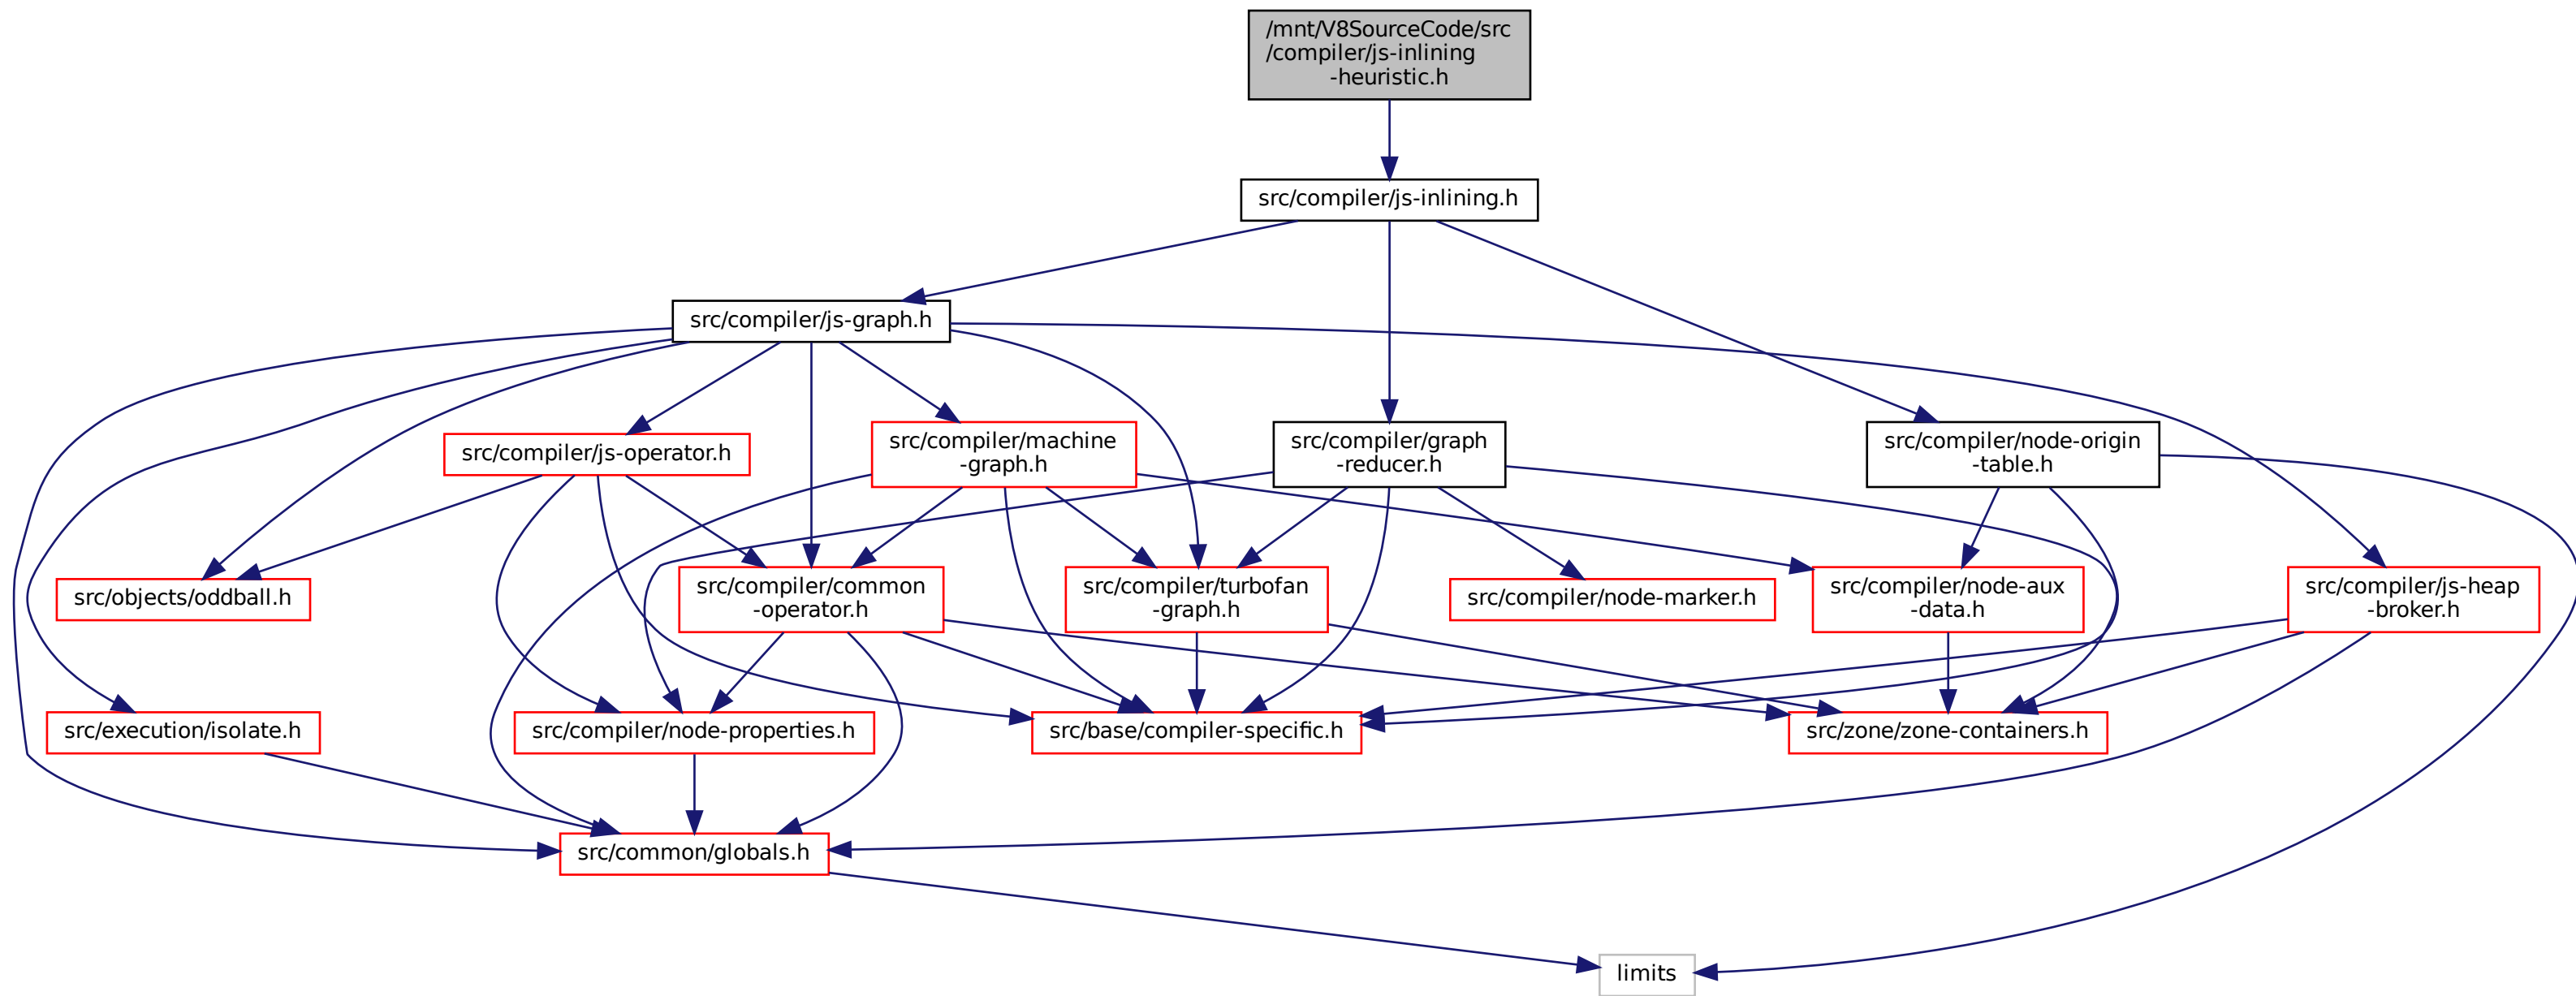 /mnt/V8SourceCode/src
/compiler/js-inlining
-heuristic.h
src/compiler/js-inlining.h
src/compiler/js-graph.h
src/compiler/js-operator.h
src/compiler/machine
-graph.h
src/compiler/graph
-reducer.h
src/compiler/node-origin
-table.h
src/objects/oddball.h
src/compiler/common
-operator.h
src/compiler/turbofan
-graph.h
src/compiler/node-marker.h
src/compiler/node-aux
-data.h
src/compiler/js-heap
-broker.h
src/execution/isolate.h
src/compiler/node-properties.h
src/base/compiler-specific.h
src/zone/zone-containers.h
src/common/globals.h
limits